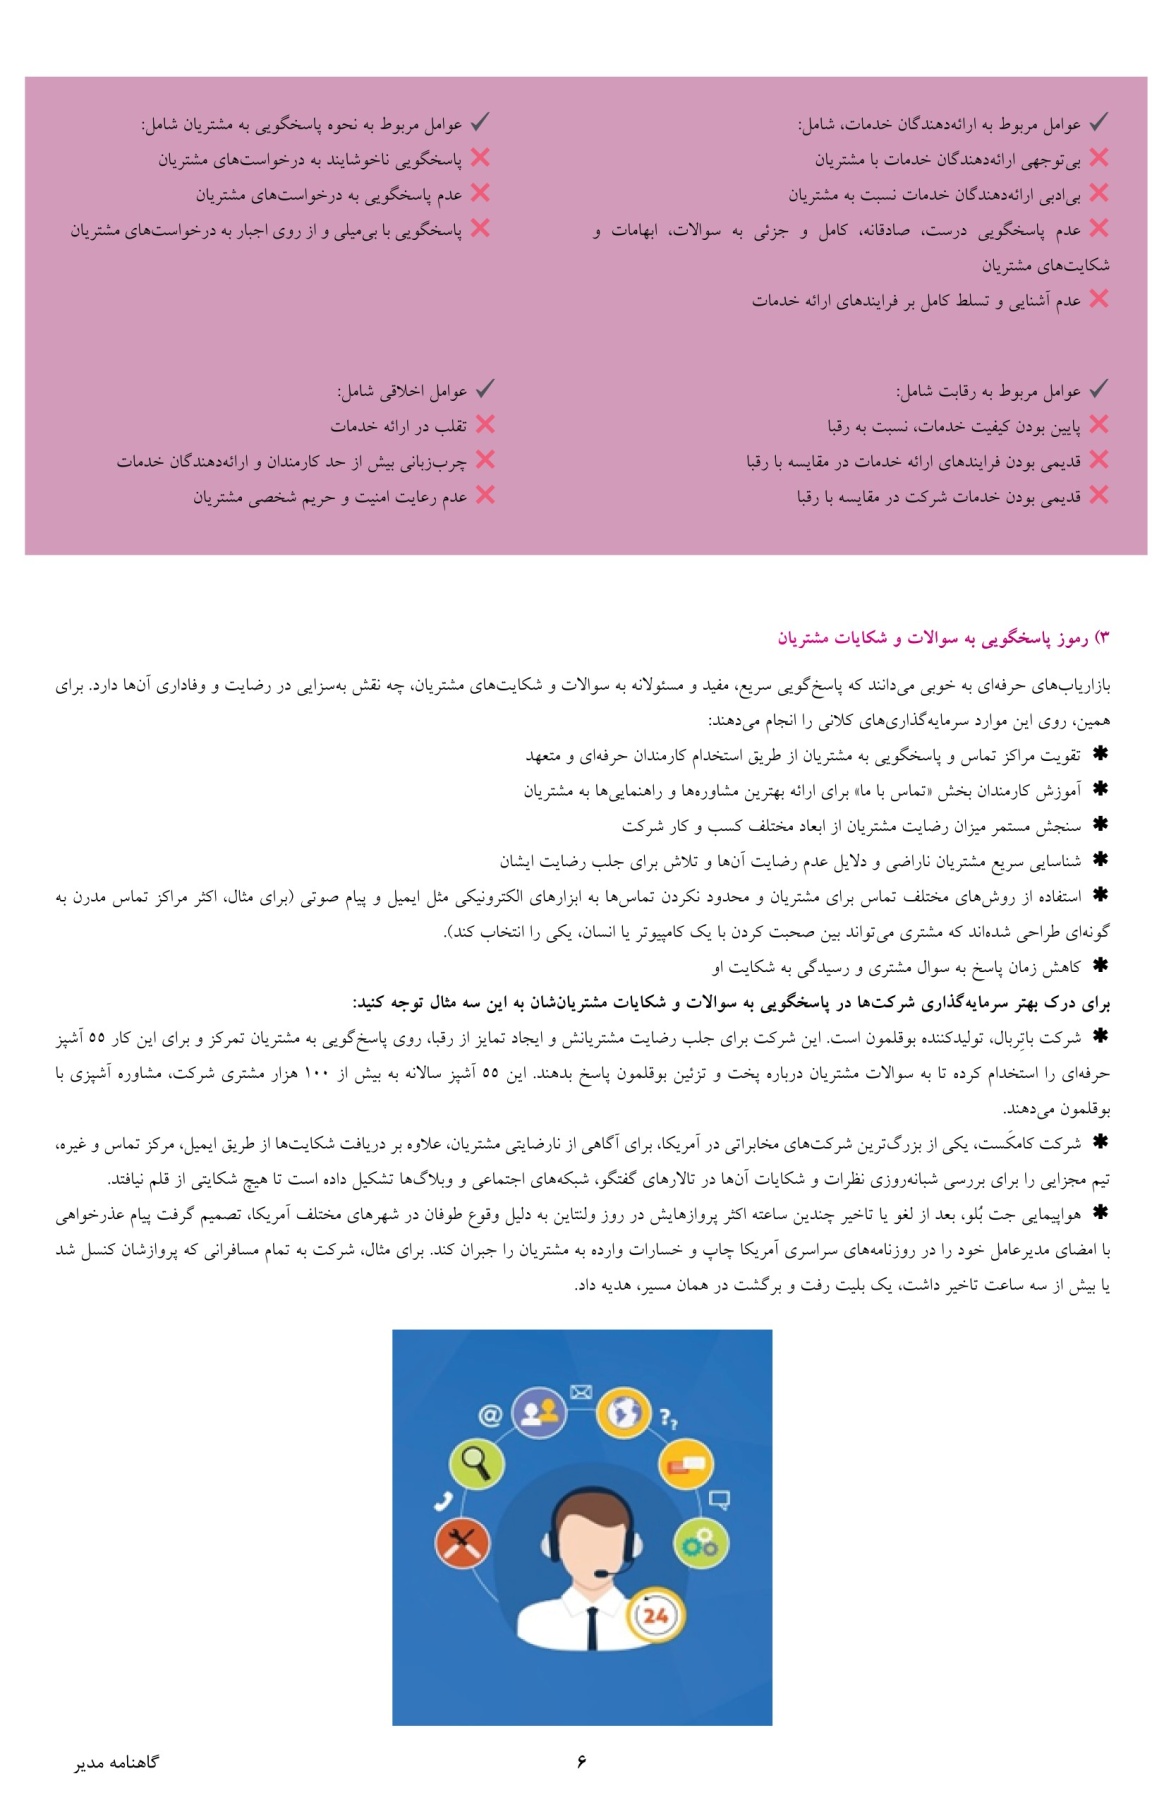 ✓ عوامل مربوط به ارائه‌دهندگان خدمات، شامل:
✕ بی‌توجهی ارائه‌دهندگان خدمات با مشتریان
✕ بی‌ادبی ارائه‌دهندگان خدمات نسبت به مشتریان
✕ عدم پاسخگویی درست، صادقانه، کامل و جزئی به سوالات، ابهامات و
شکایت‌های مشتریان
✕ عدم آشنایی و تسلط کامل بر فرایندهای ارائه خدمات
✓ عوامل مربوط به نحوه پاسخگویی به مشتریان شامل:
✕ پاسخگویی ناخوشایند به درخواست‌های مشتریان
✕ عدم پاسخگویی به درخواست‌های مشتریان
✕ پاسخگویی با بی‌میلی و از روی اجبار به درخواست‌های مشتریان
✓ عوامل مربوط به رقابت شامل:
✕ پایین بودن کیفیت خدمات، نسبت به رقبا
✕ قدیمی بودن فرایندهای ارائه خدمات در مقایسه با رقبا
✕ قدیمی بودن خدمات شرکت در مقایسه با رقبا
✓ عوامل اخلاقی شامل:
✕ تقلب در ارائه خدمات
✕ چرب‌زبانی بیش از حد کارمندان و ارائه‌دهندگان خدمات
✕ عدم رعایت امنیت و حریم شخصی مشتریان
۳) رموز پاسخگویی به سوالات و شکایات مشتریان
بازاریاب‌های حرفه‌ای به خوبی می‌دانند که پاسخ‌گویی سریع، مفید و مسئولانه به سوالات و شکایت‌های مشتریان، چه نقش به‌سزایی در رضایت و وفاداری آن‌ها دارد. برای
همین، روی این موارد سرمایه‌گذاری‌های کلانی را انجام می‌دهند:
✱ تقویت مراکز تماس و پاسخگویی به مشتریان از طریق استخدام کارمندان حرفه‌ای و متعهد
✱ آموزش کارمندان بخش «تماس با ما» برای ارائه بهترین مشاوره‌ها و راهنمایی‌ها به مشتریان
✱ سنجش مستمر میزان رضایت مشتریان از ابعاد مختلف کسب و کار شرکت
✱ شناسایی سریع مشتریان ناراضی و دلایل عدم رضایت آن‌ها و تلاش برای جلب رضایت ایشان
✱ استفاده از روش‌های مختلف تماس برای مشتریان و محدود نکردن تماس‌ها به ابزارهای الکترونیکی مثل ایمیل و پیام صوتی (برای مثال، اکثر مراکز تماس مدرن به
گونه‌ای طراحی شده‌اند که مشتری می‌تواند بین صحبت کردن با یک کامپیوتر یا انسان، یکی را انتخاب کند).
✱ کاهش زمان پاسخ به سوال مشتری و رسیدگی به شکایت او
برای درک بهتر سرمایه‌گذاری شرکت‌ها در پاسخگویی به سوالات و شکایات مشتریان‌شان به این سه مثال توجه کنید:
✱ شرکت باتِربال، تولیدکننده بوقلمون است. این شرکت برای جلب رضایت مشتریانش و ایجاد تمایز از رقبا، روی پاسخ‌گویی به مشتریان تمرکز و برای این کار ۵۵ آشپز
حرفه‌ای را استخدام کرده تا به سوالات مشتریان درباره پخت و تزئین بوقلمون پاسخ بدهند. این ۵۵ آشپز سالانه به بیش از ۱۰۰ هزار مشتری شرکت، مشاوره آشپزی با
بوقلمون می‌دهند.
✱ شرکت کامکَست، یکی از بزرگ‌ترین شرکت‌های مخابراتی در آمریکا، برای آگاهی از نارضایتی مشتریان، علاوه بر دریافت شکایت‌ها از طریق ایمیل، مرکز تماس و غیره،
تیم مجزایی را برای بررسی شبانه‌روزی نظرات و شکایات آن‌ها در تالارهای گفتگو، شبکه‌های اجتماعی و وبلاگ‌ها تشکیل داده است تا هیچ شکایتی از قلم نیافتد.
✱ هواپیمایی جت بْلو، بعد از لغو یا تاخیر چندین ساعته اکثر پروازهایش در روز ولنتاین به دلیل وقوع طوفان در شهرهای مختلف آمریکا، تصمیم گرفت پیام عذرخواهی
با امضای مدیرعامل خود را در روزنامه‌های سراسری آمریکا چاپ و خسارات وارده به مشتریان را جبران کند. برای مثال، شرکت به تمام مسافرانی که پروازشان کنسل شد
یا بیش از سه ساعت تاخیر داشت، یک بلیت رفت و برگشت در همان مسیر، هدیه داد.
@
??
24
۶
گاهنامه مدیر